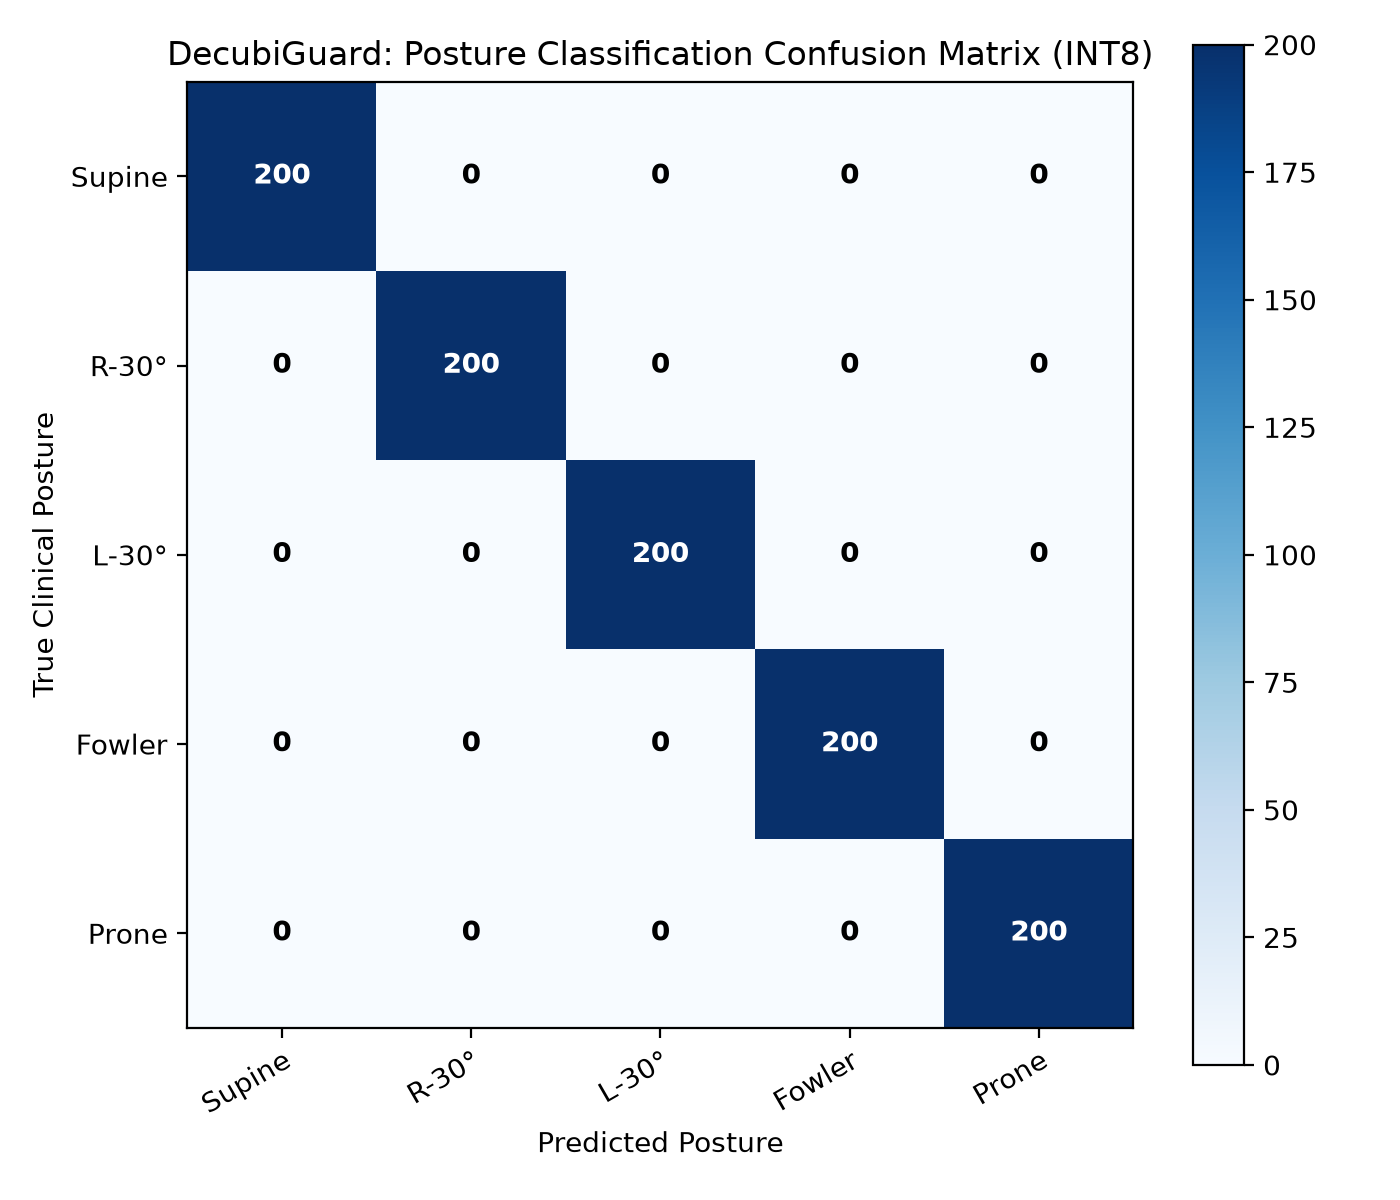 DecubiGuard: Posture Classification Confusion Matrix (INT8)
Supine 200 0 0 0 0
R-30° 0 200 0 0 0
L-30° 0 0 200 0 0
Fowler 0 0 0 200 0
Prone 0 0 0 0 200
Supine R-30° L-30° Fowler Prone
Predicted Posture
True Clinical Posture
200
175
150
125
100
75
50
25
0